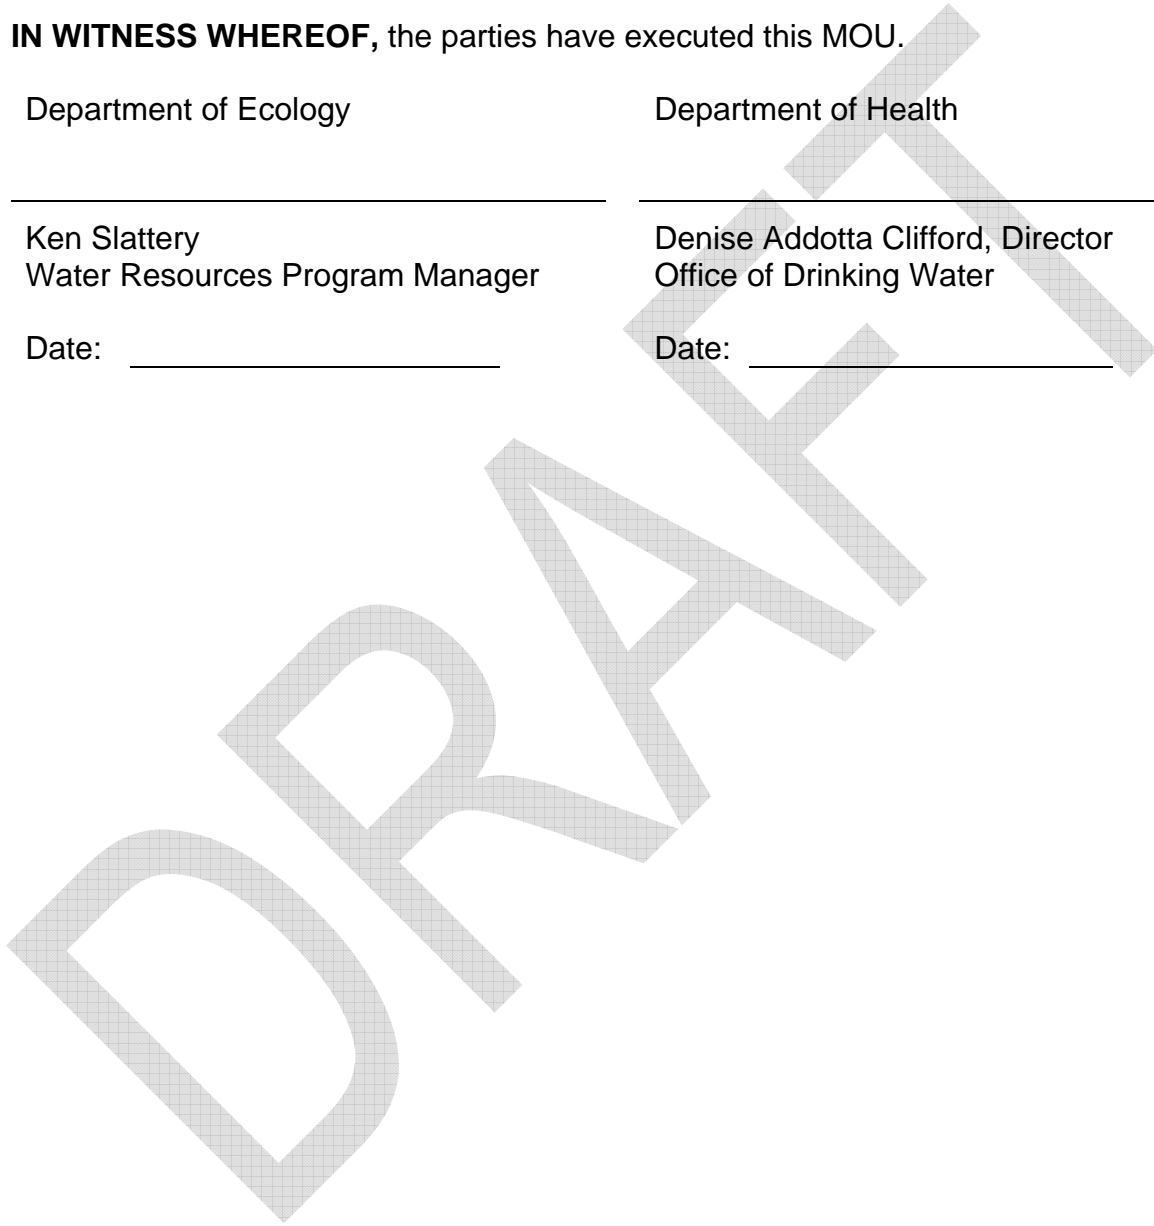 IN WITNESS WHEREOF, the parties have executed this MOU.
Department of Ecology
Department of Health
Ken Slattery
Water Resources Program Manager
Date:
Denise Addotta Clifford, Director
Office of Drinking Water
Date:
DRAFT